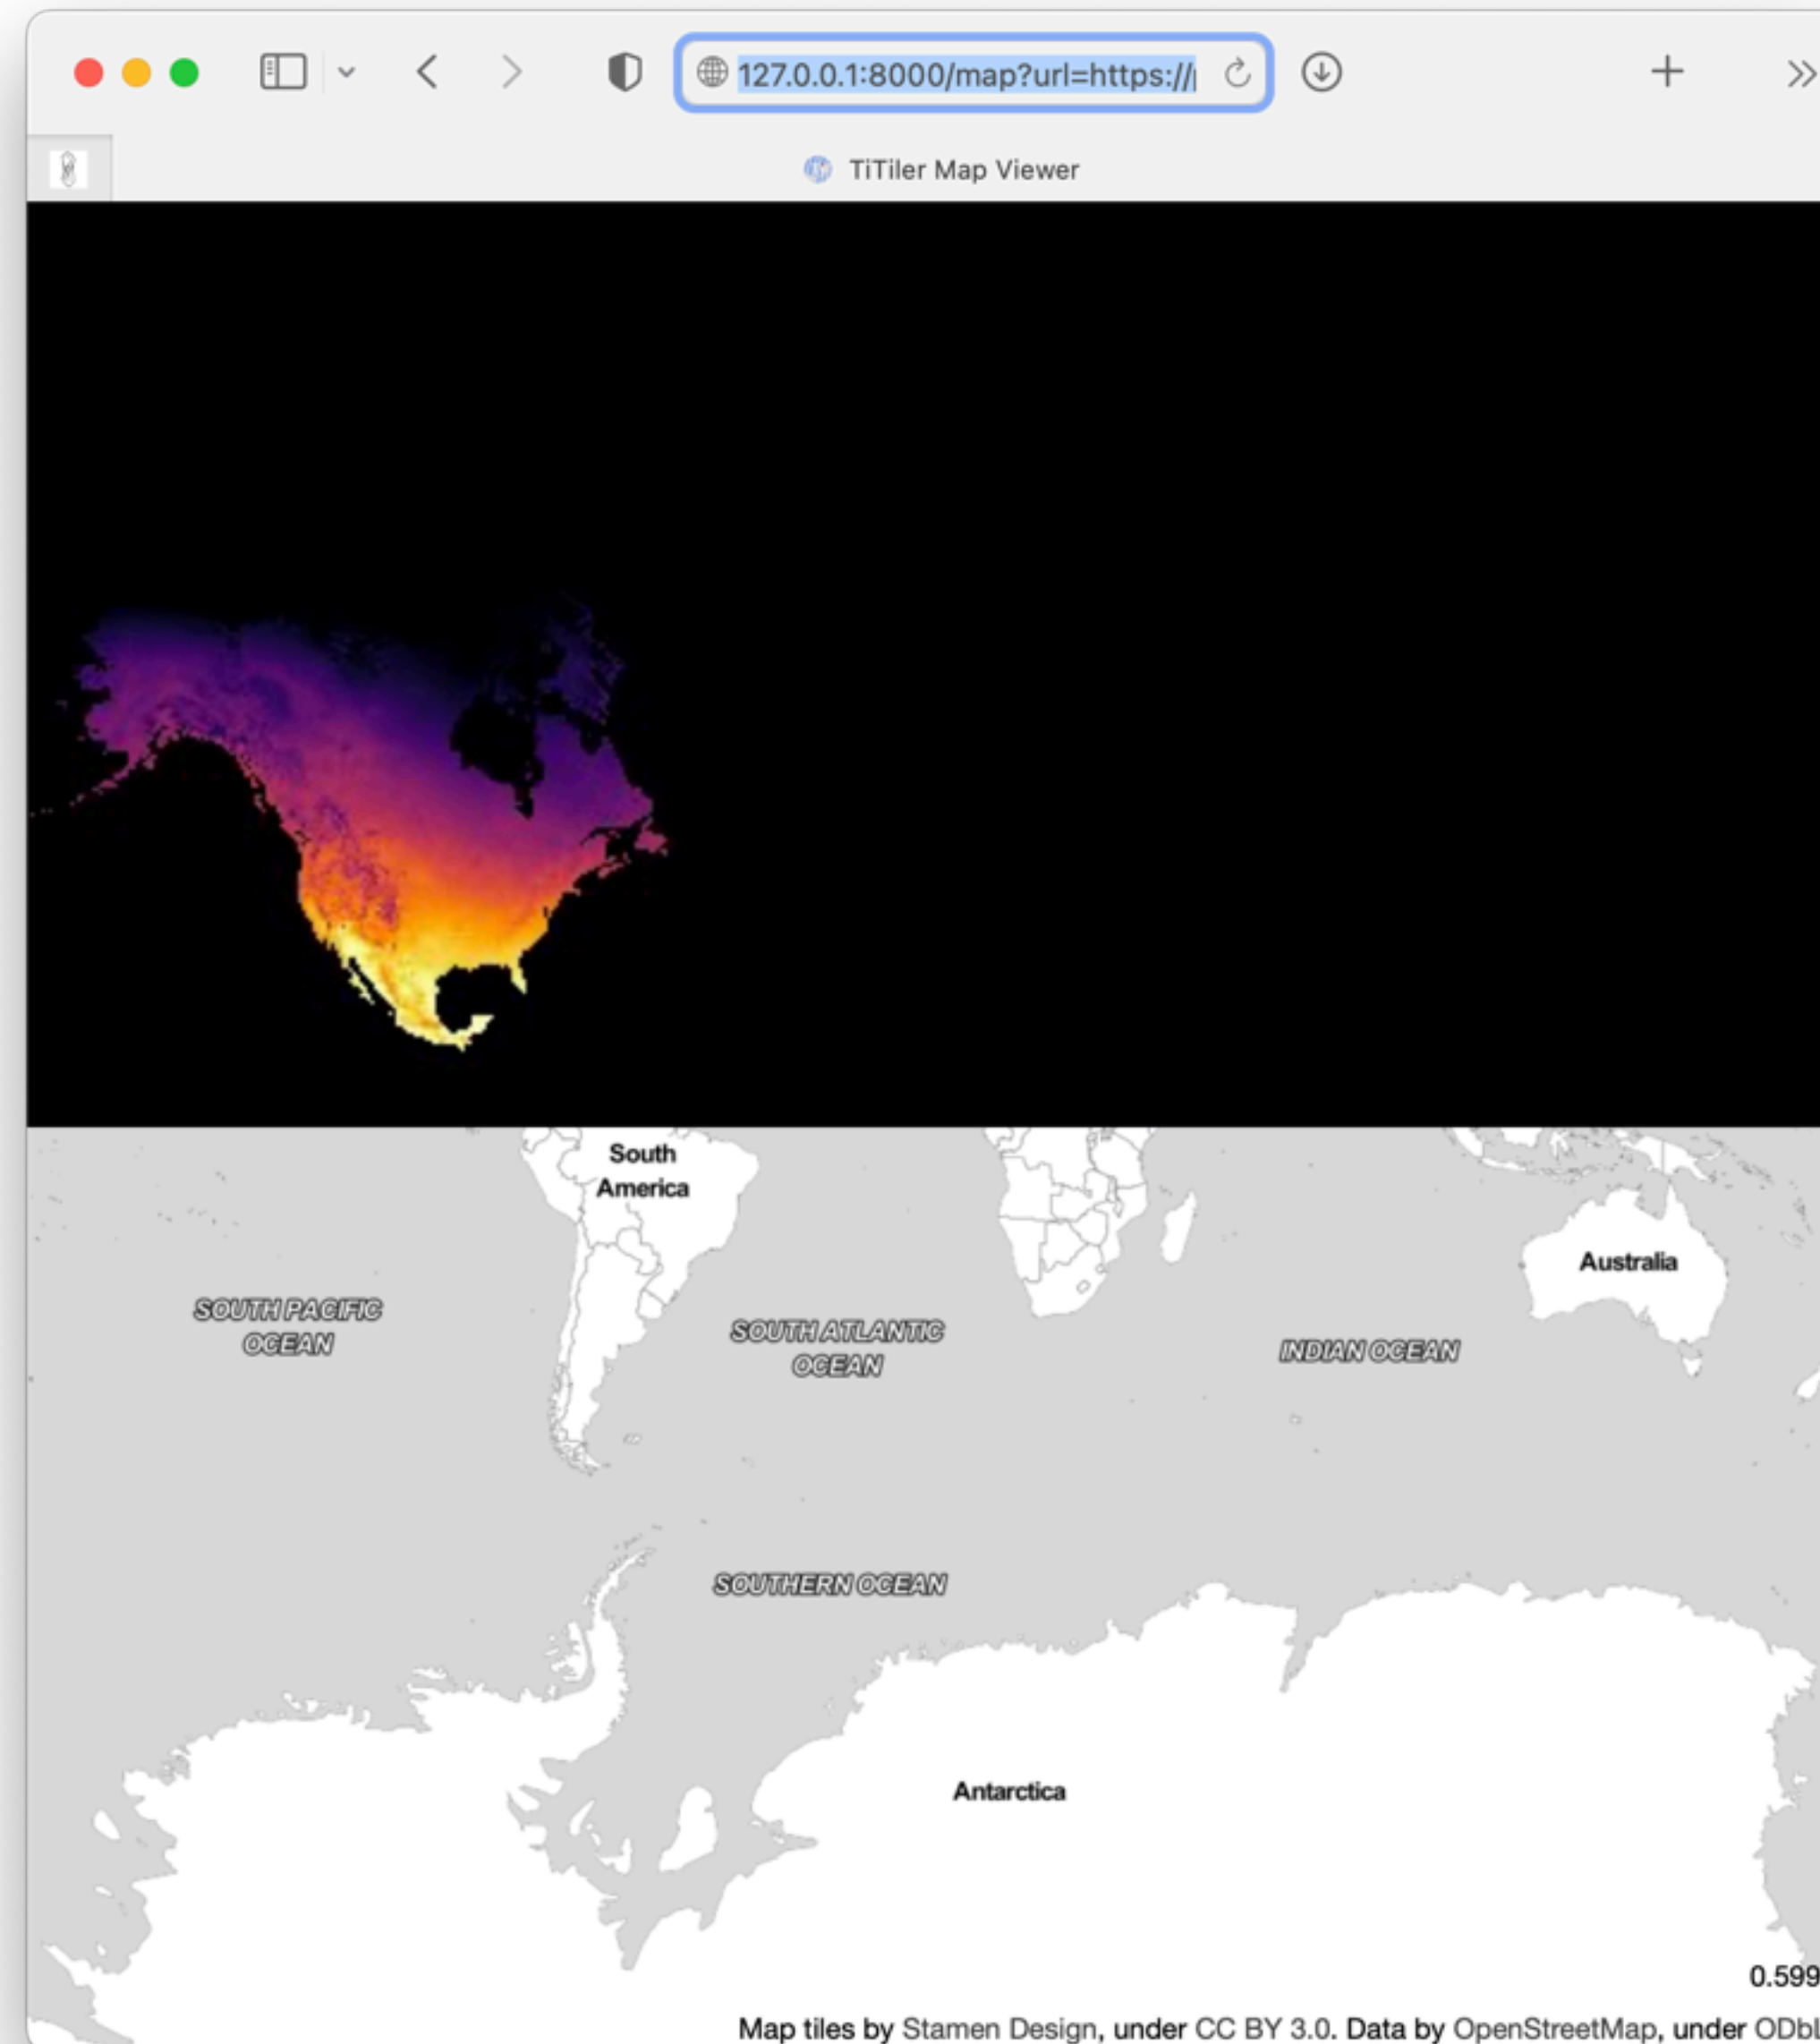 127.0.0.1:8000/map?url=https://
TiTiler Map Viewer
South
America
Australia
SOUTH PACIFIC
OCEAN
SOUTH ATLANTIC
OCEAN
INDIAN OCEAN
SOUTHERN OCEAN
Antarctica
0.599
Map tiles by Stamen Design, under CC BY 3.0. Data by OpenStreetMap, under ODb